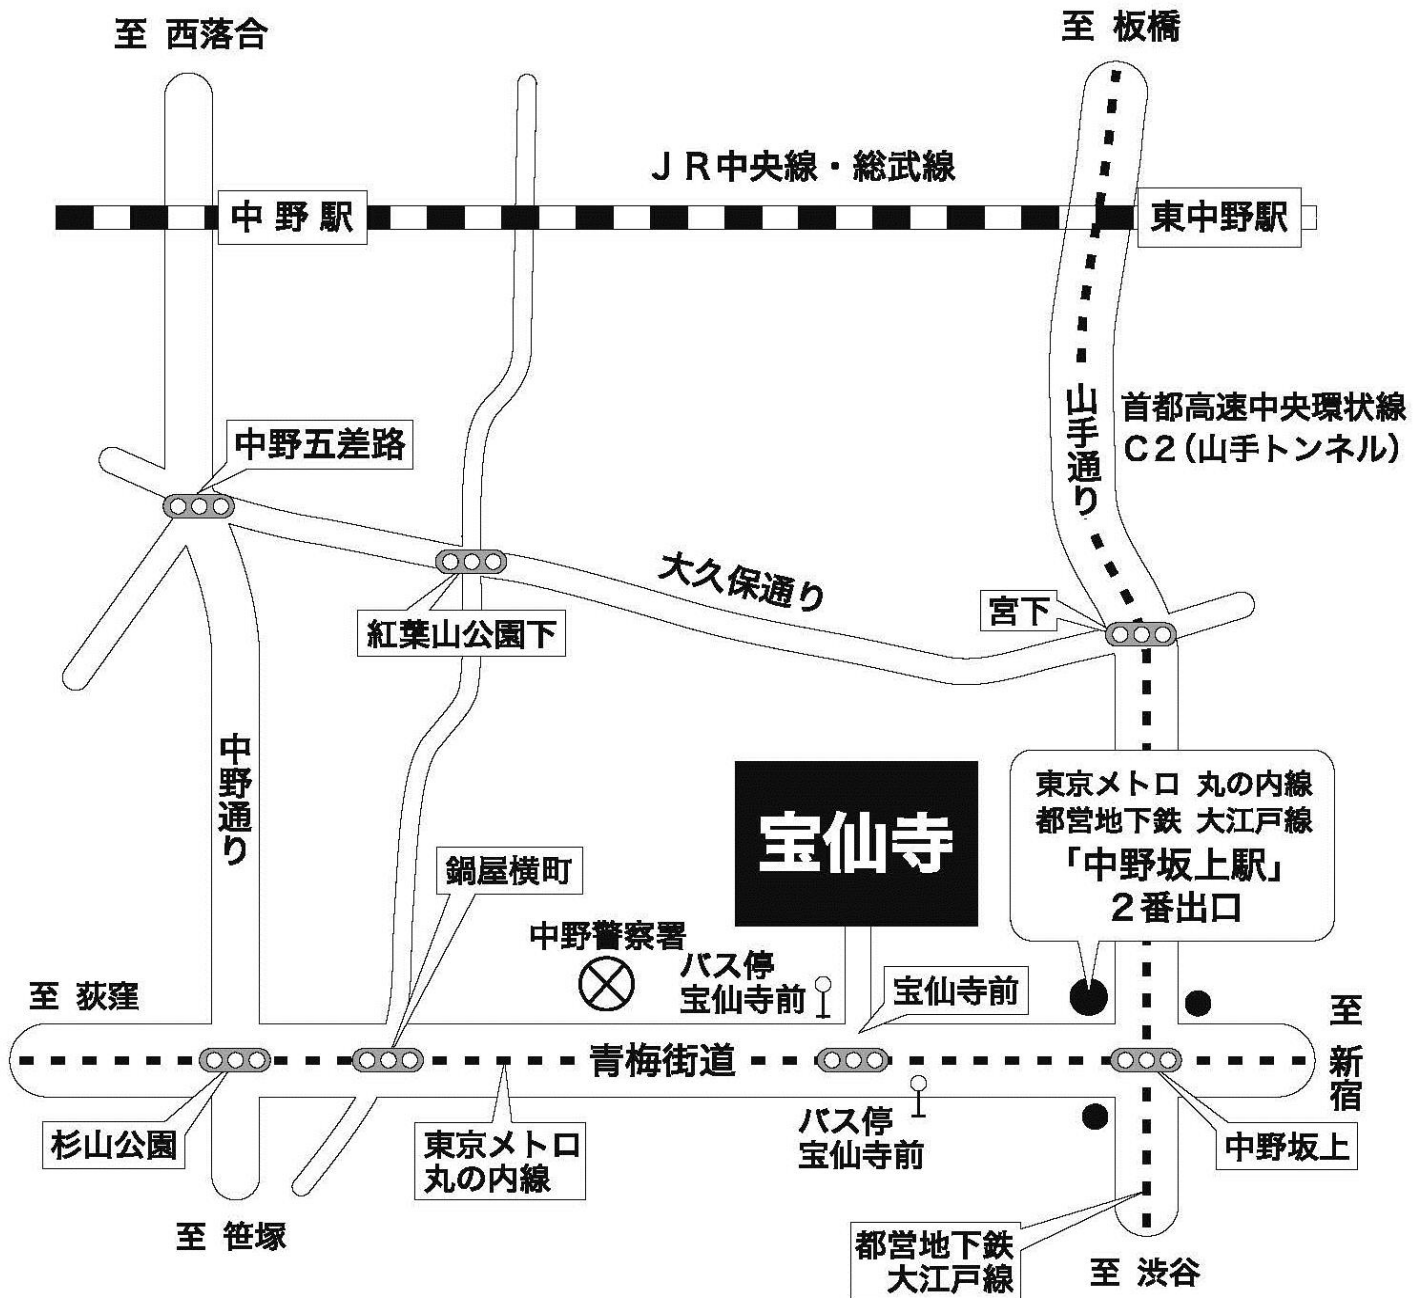 至 西落合
至 板橋
JR中央線・総武線
中野駅
東中野駅
山手通り
首都高速中央環状線
C2(山手トンネル)
中野五差路
大久保通り
宮下
紅葉山公園下
中野通り
宝仙寺
東京メトロ 丸の内線
都営地下鉄 大江戸線
「中野坂上駅」
2番出口
鍋屋横町
中野警察署
バス停
宝仙寺前
宝仙寺前
至 荻窪
至 新宿
青梅街道
杉山公園
東京メトロ
丸の内線
バス停
宝仙寺前
中野坂上
至 笹塚
都営地下鉄
大江戸線
至 渋谷